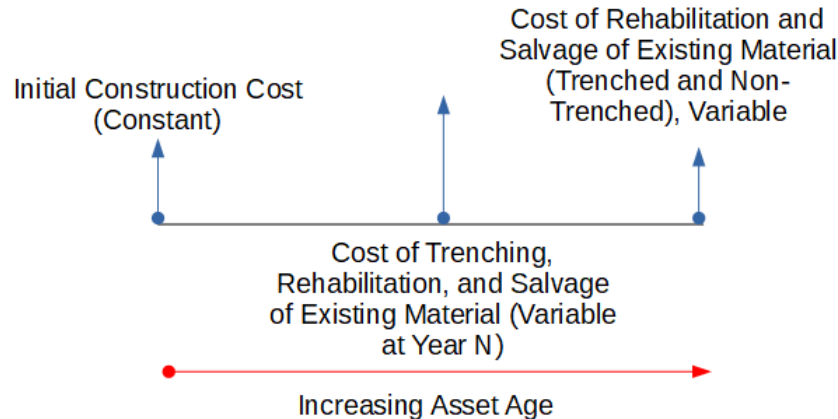 Initial Construction Cost
(Constant)
Cost of Rehabilitation and
Salvage of Existing Material
(Trenched and Non-
Trenched), Variable
Cost of Trenching,
Rehabilitation, and Salvage
of Existing Material (Variable
at Year N)
Increasing Asset Age